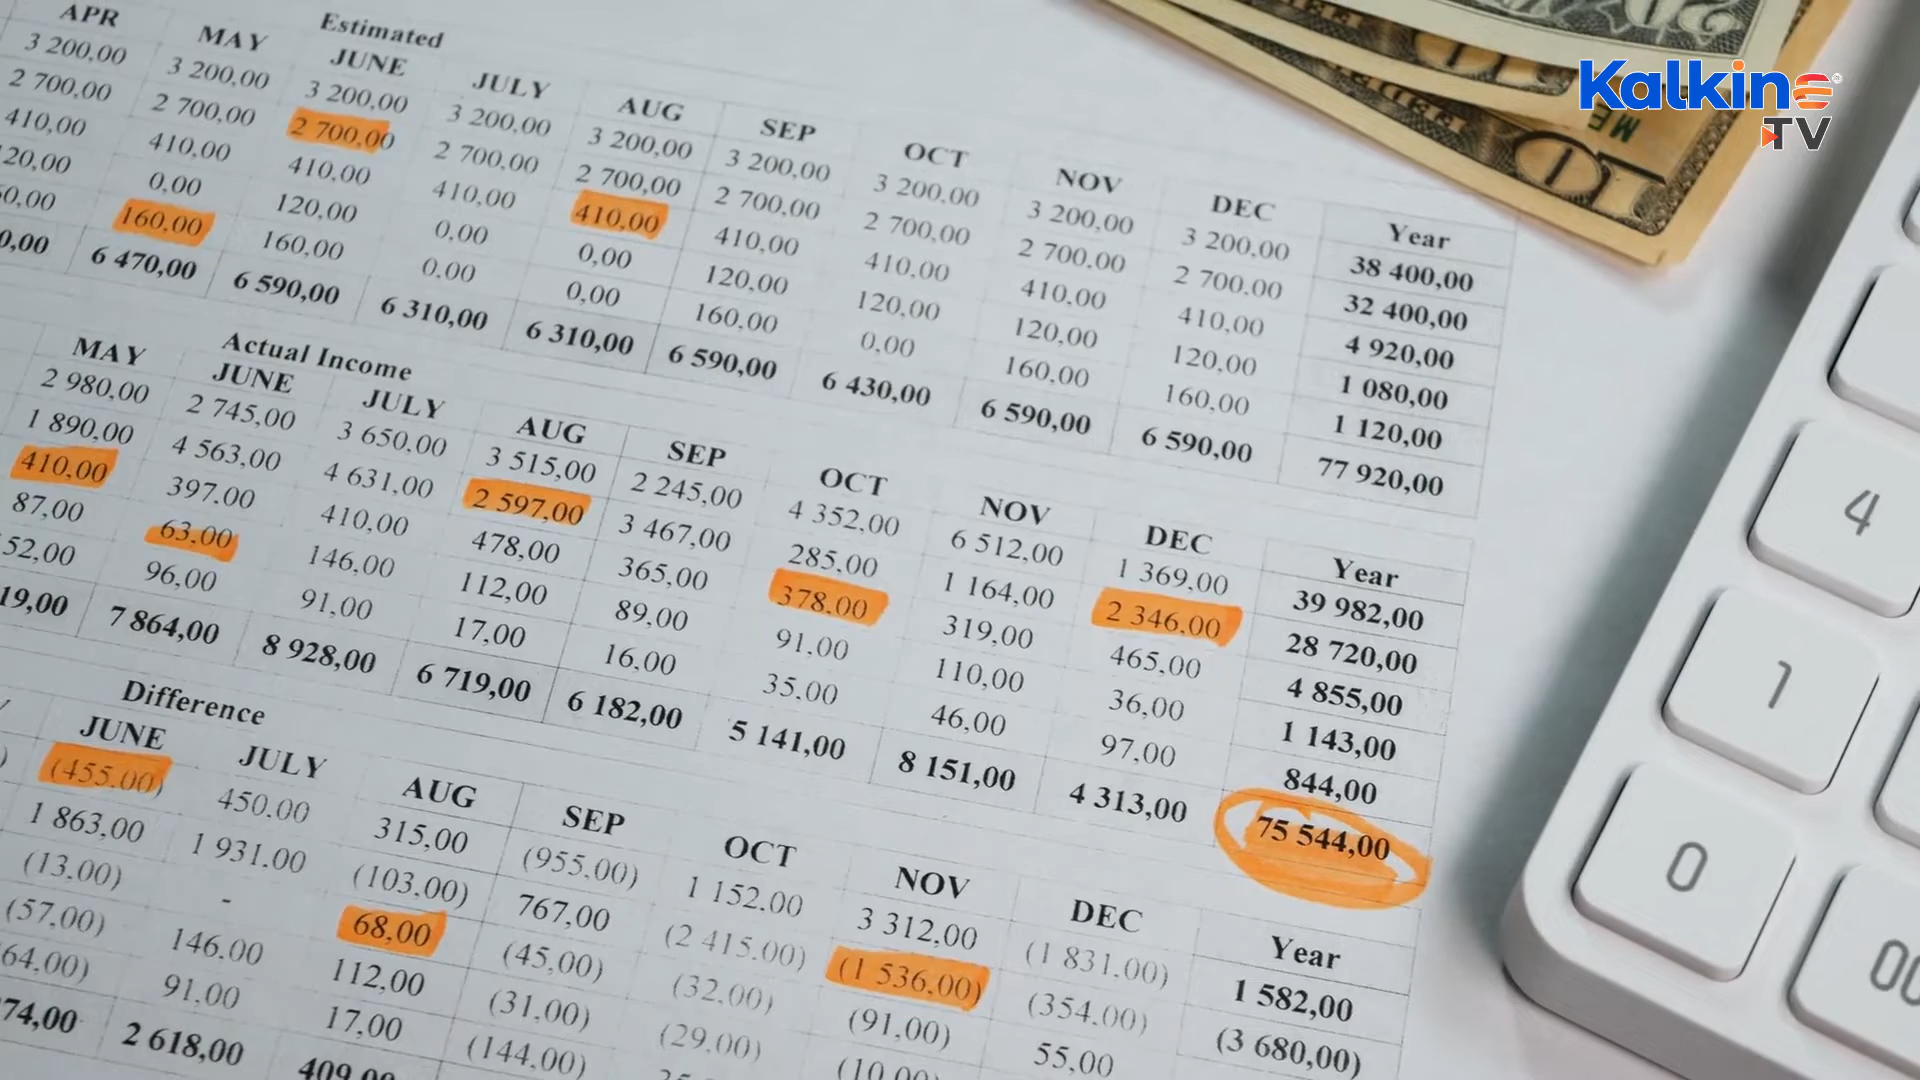 Estimated
APR MAY JUNE JULY AUG SEP OCT NOV DEC Year
3 200,00 3 200,00 3 200,00 3 200,00 3 200,00 3 200,00 3 200,00 3 200,00 3 200,00 38 400,00
2 700,00 2 700,00 2 700,00 2 700,00 2 700,00 2 700,00 2 700,00 2 700.00 2 700.00 32 400,00
410,00 410,00 410,00 410,00 410,00 410,00 410.00 410,00 410,00 4 920,00
20,00 0,00 120,00 0,00 0,00 120,00 120,00 120,00 120,00 1 080,00
0,00 160,00 160,00 0.00 0,00 160,00 0,00 160,00 160,00 1 120,00
0,00 6 470,00 6 590,00 6 310,00 6 310,00 6 590,00 6 430,00 6 590,00 6 590,00 77 920,00
Actual Income
MAY JUNE JULY AUG SEP OCT NOV DEC Year
2 980,00 2 745,00 3 650,00 3 515,00 2 245,00 4 352,00 6 512,00 1 369,00 39 982,00
1 890,00 4 563,00 4 631,00 2 597,00 3 467,00 285,00 1 164,00 2 346,00 28 720,00
410,00 397.00 410,00 478,00 365,00 378.00 319,00 465.00 4 855,00
87,00 63.00 146,00 112,00 89,00 91.00 110,00 36,00 1 143,00
52,00 96,00 91,00 17,00 16.00 35.00 46,00 97,00 844,00
19,00 7 864,00 8 928,00 6 719,00 6 182,00 5 141,00 8 151,00 4 313,00 75 544,00
Difference
JUNE JULY AUG SEP OCT NOV DEC Year
) (455.00) 450.00 315,00 (955.00) 1 152.00 3 312,00 (1 831.00) 1 582,00
1 863,00 1 931.00 (103,00) 767,00 (2 415.00) (1 536,00) (354.00) (3 680,00)
(13.00) - 68,00 (45,00) (32.00) (91,00) 55,00
(57,00) 146.00 112,00 (31,00) (29.00) (10.00)
64,00) 91,00 17,00 (144,00)
74,00 2 618,00 409,00
Kalkine
TV
10
4
1
0
00